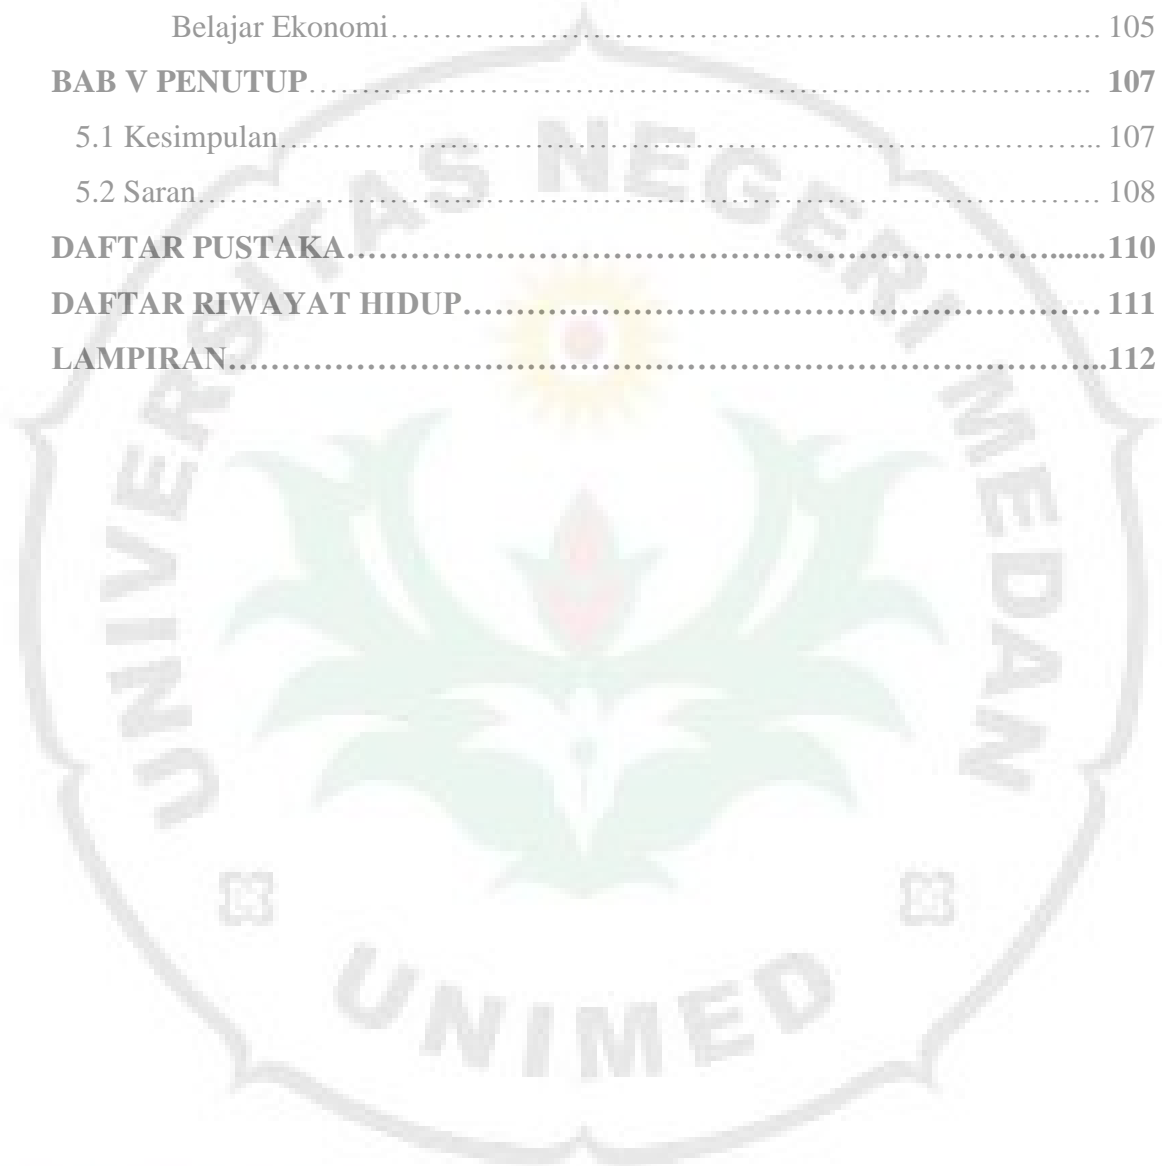 Belajar Ekonomi…………………………………………………………………. 105
BAB V PENUTUP……………………………………………………………………….. 107
5.1 Kesimpulan………………………………………………………………………... 107
5.2 Saran………………………………………………………………………………. 108
DAFTAR PUSTAKA………………………………………………………………….......110
DAFTAR RIWAYAT HIDUP……………………………………………………… 111
LAMPIRAN……………………………………………………………………………..112
UNIVERSITAS NEGERI MEDAN
UNIMED